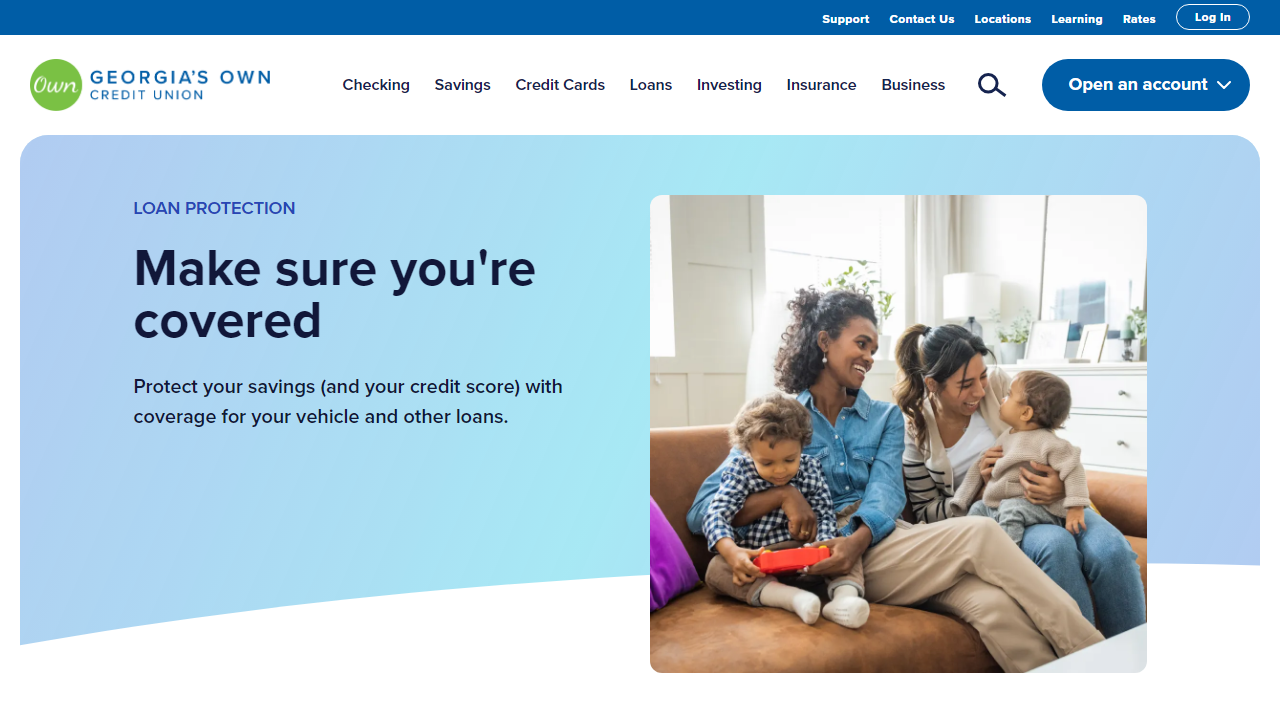 Support Contact Us Locations Learning Rates Log In
Own GEORGIA'S OWN
CREDIT UNION
Checking Savings Credit Cards Loans Investing Insurance Business Open an account
LOAN PROTECTION
Make sure you're
covered
Protect your savings (and your credit score) with
coverage for your vehicle and other loans.